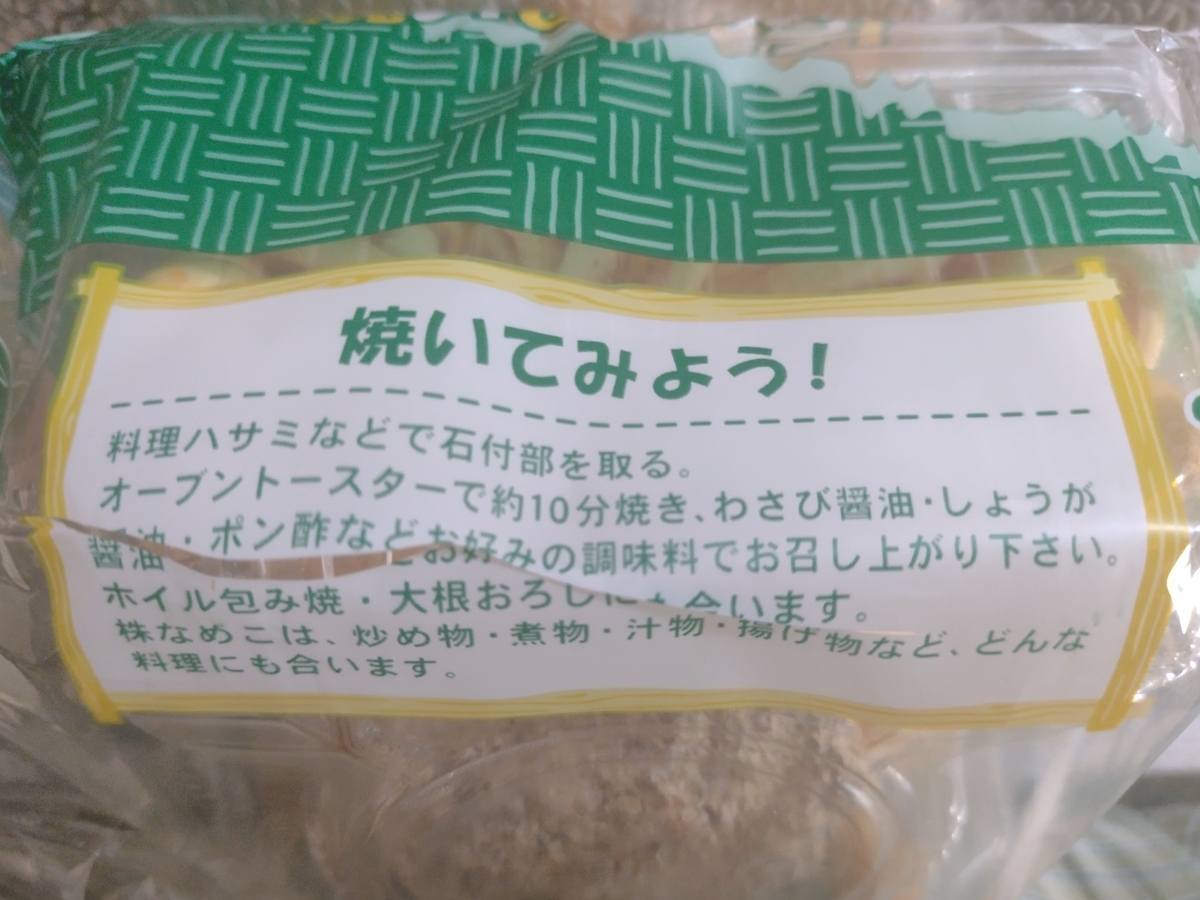 焼いてみよう!
料理ハサミなどで石付部を取る。
オーブントースターで約10分焼き、わさび醤油・しょうが
醤油・ポン酢などお好みの調味料でお召し上がり下さい。
ホイル包み焼・大根おろしにも合います。
株なめこは、炒め物・煮物・汁物・揚げ物など、どんな
料理にも合います。